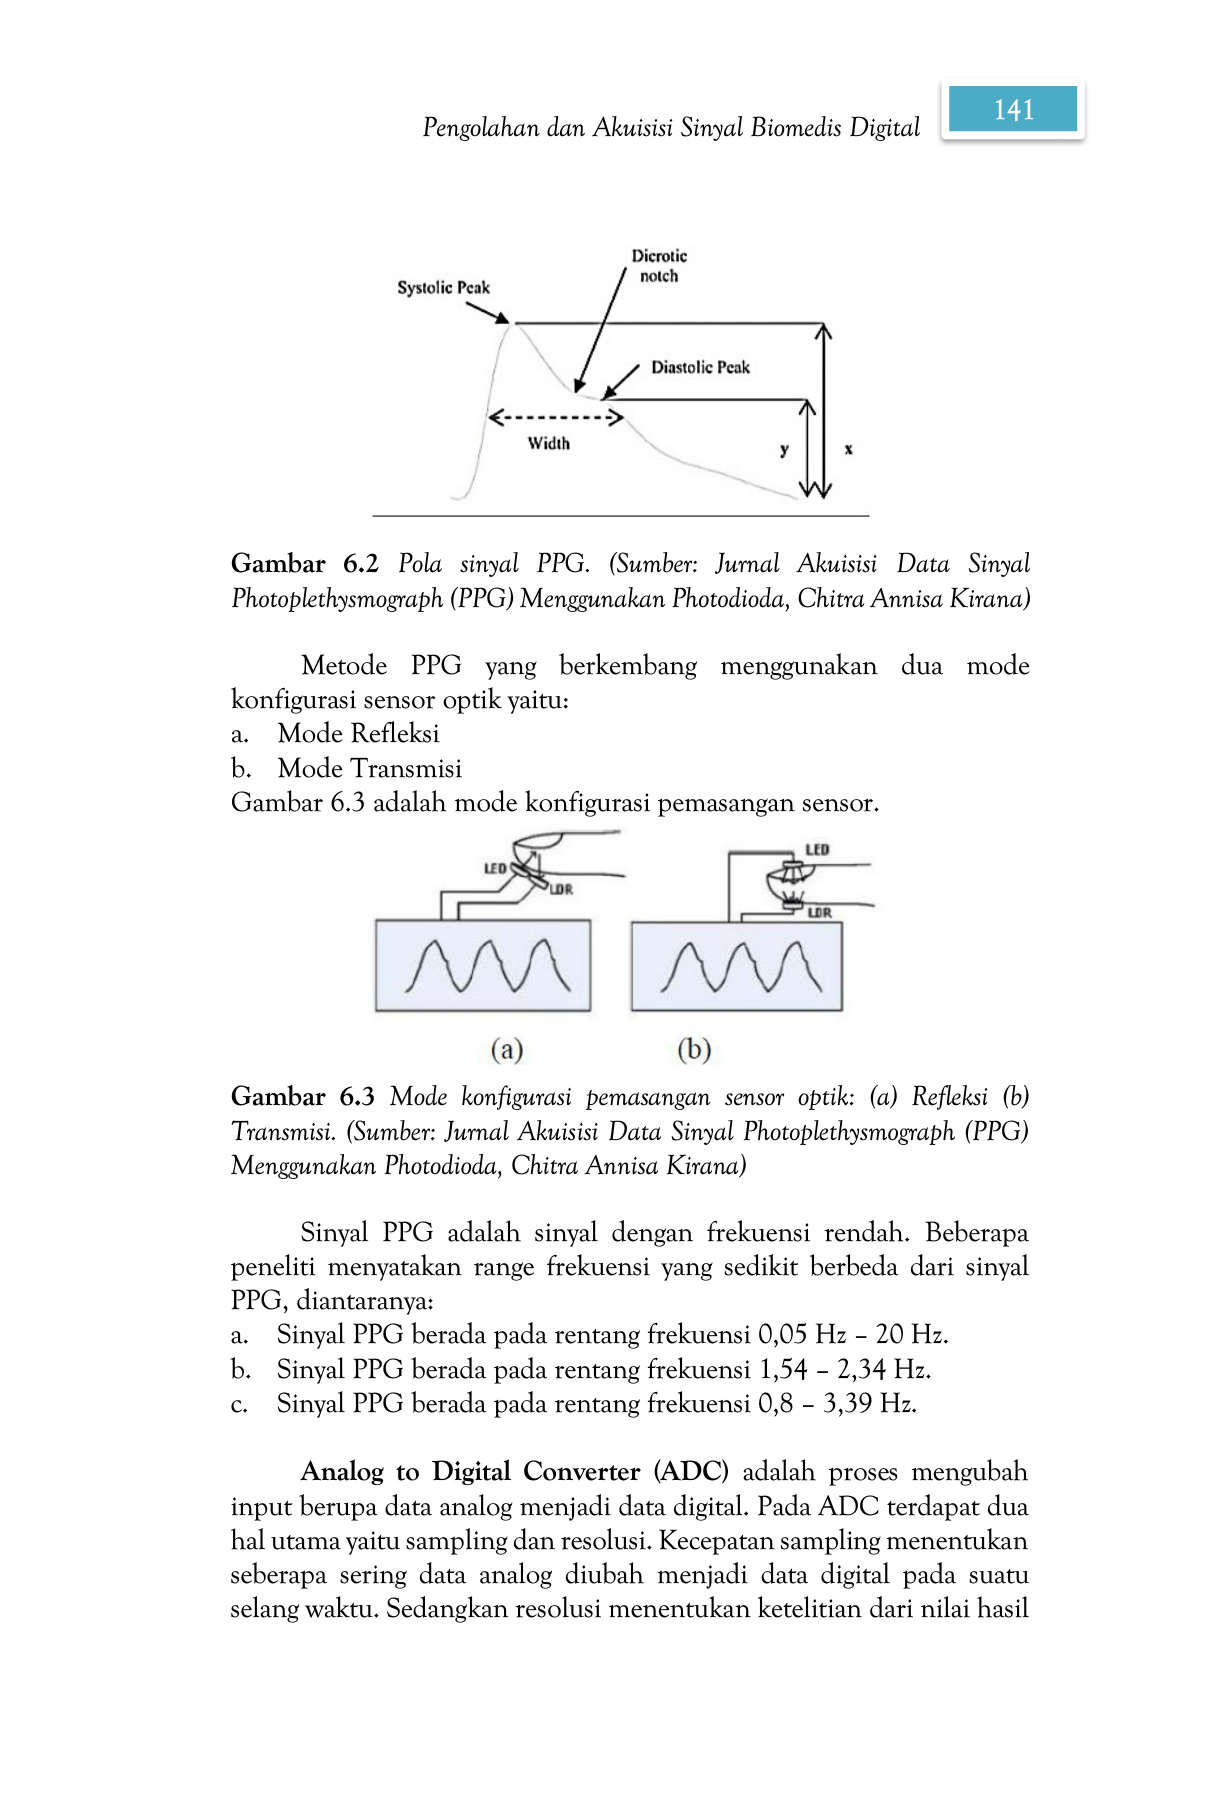 Pengolahan dan Akuisisi Sinyal Biomedis Digital
141
Dicrotic
notch
Systolic Peak
Diastolic Peak
Width
y
x
Gambar 6.2 Pola sinyal PPG. (Sumber: Jurnal Akuisisi Data Sinyal
Photoplethysmograph (PPG) Menggunakan Photodioda, Chitra Annisa Kirana)
Metode PPG yang berkembang menggunakan dua mode
konfigurasi sensor optik yaitu:
a. Mode Refleksi
b. Mode Transmisi
Gambar 6.3 adalah mode konfigurasi pemasangan sensor.
LED
LDR
LED
LDR
(a)
(b)
Gambar 6.3 Mode konfigurasi pemasangan sensor optik: (a) Refleksi (b)
Transmisi. (Sumber: Jurnal Akuisisi Data Sinyal Photoplethysmograph (PPG)
Menggunakan Photodioda, Chitra Annisa Kirana)
Sinyal PPG adalah sinyal dengan frekuensi rendah. Beberapa
peneliti menyatakan range frekuensi yang sedikit berbeda dari sinyal
PPG, diantaranya:
a. Sinyal PPG berada pada rentang frekuensi 0,05 Hz – 20 Hz.
b. Sinyal PPG berada pada rentang frekuensi 1,54 – 2,34 Hz.
c. Sinyal PPG berada pada rentang frekuensi 0,8 – 3,39 Hz.
Analog to Digital Converter (ADC) adalah proses mengubah
input berupa data analog menjadi data digital. Pada ADC terdapat dua
hal utama yaitu sampling dan resolusi. Kecepatan sampling menentukan
seberapa sering data analog diubah menjadi data digital pada suatu
selang waktu. Sedangkan resolusi menentukan ketelitian dari nilai hasil